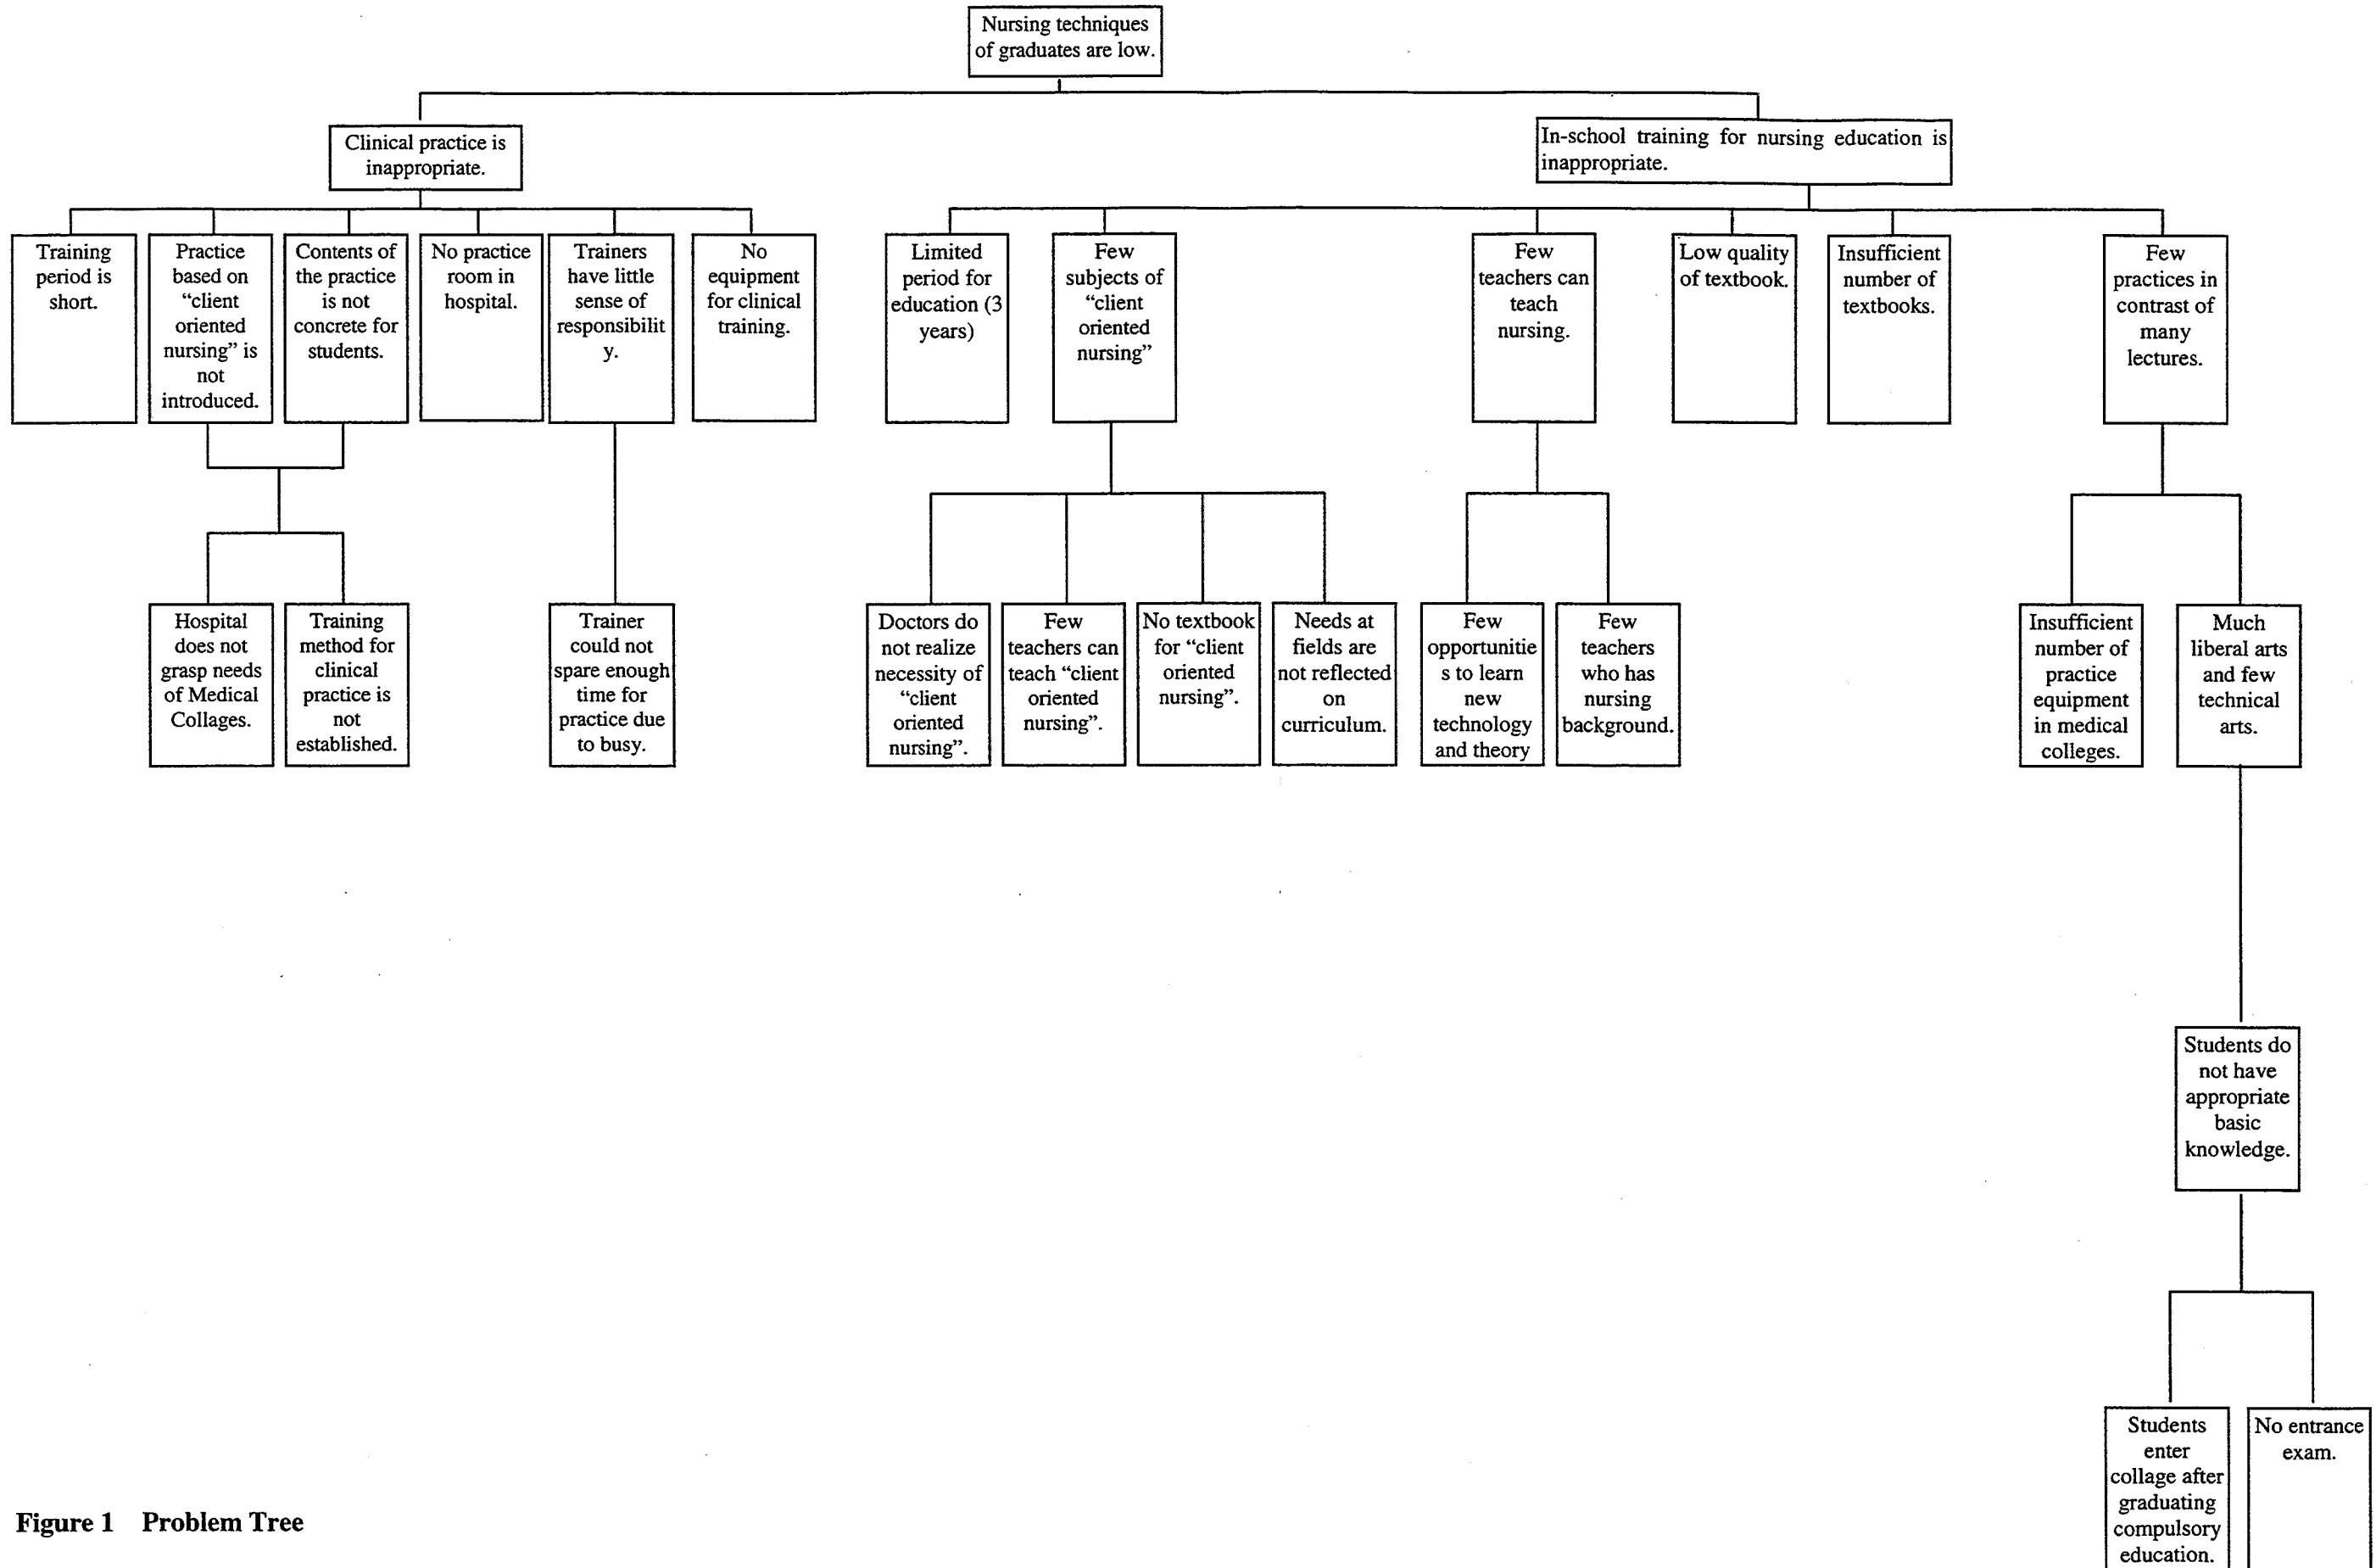 Nursing techniques
of graduates are low.
Clinical practice is
inappropriate.
In-school training for nursing education is
inappropriate.
Training
period is
short.
Practice
based on
“client
oriented
nursing” is
not
introduced.
Contents of
the practice
is not
concrete for
students.
No practice
room in
hospital.
Trainers
have little
sense of
responsibilit
y.
No
equipment
for clinical
training.
Limited
period for
education (3
years)
Few
subjects of
“client
oriented
nursing”
Few
teachers can
teach
nursing.
Low quality
of textbook.
Insufficient
number of
textbooks.
Few
practices in
contrast of
many
lectures.
Hospital
does not
grasp needs
of Medical
Collages.
Training
method for
clinical
practice is
not
established.
Trainer
could not
spare enough
time for
practice due
to busy.
Doctors do
not realize
necessity of
“client
oriented
nursing”.
Few
teachers can
teach “client
oriented
nursing”.
No textbook
for “client
oriented
nursing”.
Needs at
fields are
not reflected
on
curriculum.
Few
opportunitie
s to learn
new
technology
and theory
Few
teachers
who has
nursing
background.
Insufficient
number of
practice
equipment
in medical
colleges.
Much
liberal arts
and few
technical
arts.
Students do
not have
appropriate
basic
knowledge.
Students
enter
collage after
graduating
compulsory
education.
No entrance
exam.
Figure 1 Problem Tree